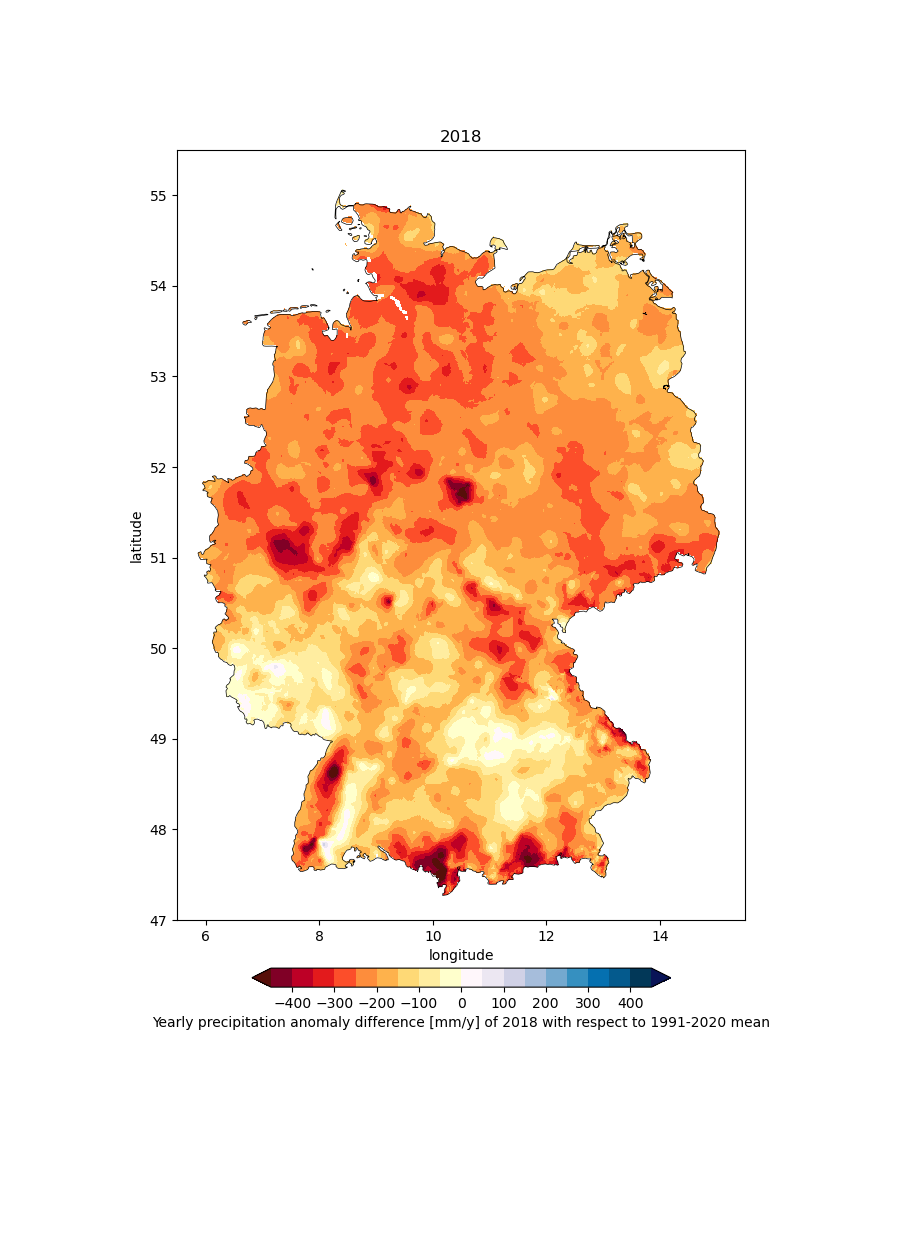 2018
55
54
53
52
51
50
49
48
47
latitude
6 8 10 12 14
longitude
−400 −300 −200 −100 0 100 200 300 400
Yearly precipitation anomaly difference [mm/y] of 2018 with respect to 1991-2020 mean